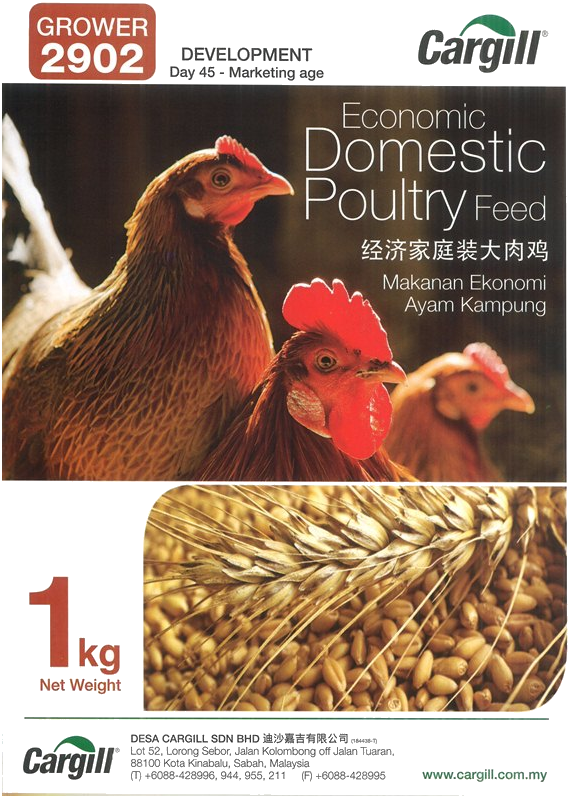 GROWER
2902
DEVELOPMENT
Day 45 - Marketing age
Cargill®
Economic
Domestic
Poultry Feed
经济家庭装大肉鸡
Makanan Ekonomi
Ayam Kampung
1kg
Net Weight
Cargill®
DESA CARGILL SDN BHD 迪沙嘉吉有限公司 (184438-T)
Lot 52, Lorong Sebor, Jalan Kolombong off Jalan Tuaran,
88100 Kota Kinabalu, Sabah, Malaysia
(T) +6088-428996, 944, 955, 211 (F) +6088-428995
www.cargill.com.my